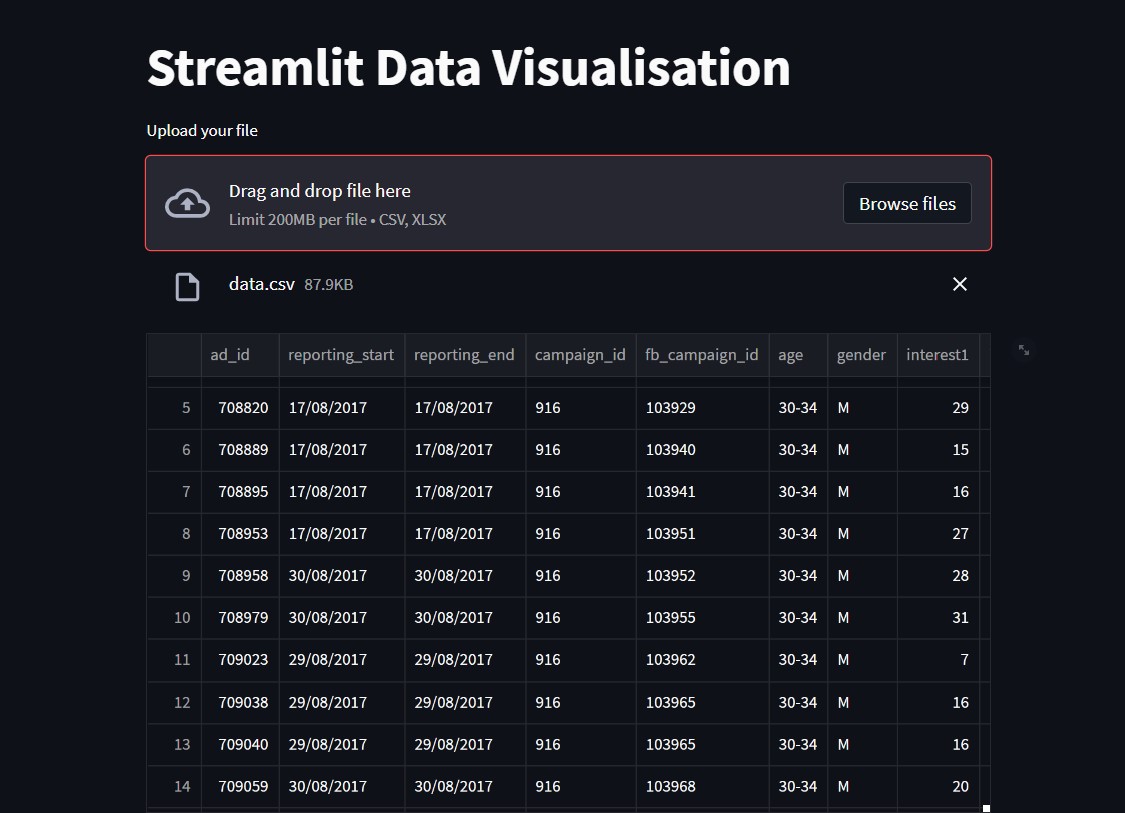 Streamlit Data Visualisation
Upload your file
Drag and drop file here
Limit 200MB per file • CSV, XLSX
Browse files
data.csv 87.9KB
ad_id reporting_start reporting_end campaign_id fb_campaign_id age gender interest1
5 708820 17/08/2017 17/08/2017 916 103929 30-34 M 29
6 708889 17/08/2017 17/08/2017 916 103940 30-34 M 15
7 708895 17/08/2017 17/08/2017 916 103941 30-34 M 16
8 708953 17/08/2017 17/08/2017 916 103951 30-34 M 27
9 708958 30/08/2017 30/08/2017 916 103952 30-34 M 28
10 708979 30/08/2017 30/08/2017 916 103955 30-34 M 31
11 709023 29/08/2017 29/08/2017 916 103962 30-34 M 7
12 709038 29/08/2017 29/08/2017 916 103965 30-34 M 16
13 709040 29/08/2017 29/08/2017 916 103965 30-34 M 16
14 709059 30/08/2017 30/08/2017 916 103968 30-34 M 20